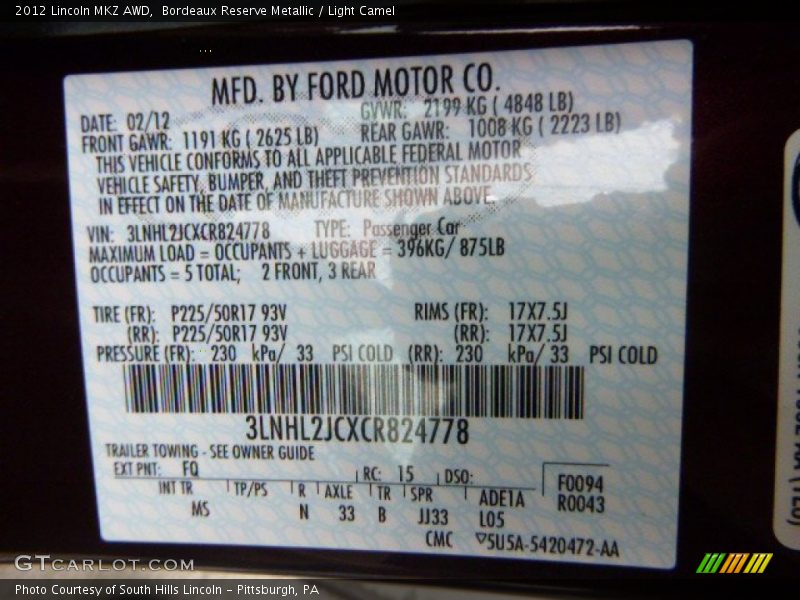 2012 Lincoln MKZ AWD,  Bordeaux Reserve Metallic / Light Camel
MFD. BY FORD MOTOR CO.
DATE: 02/12 GVWR: 2199 KG ( 4848 LB)
FRONT GAWR: 1191 KG ( 2625 LB) REAR GAWR: 1008 KG ( 2223 LB)
THIS VEHICLE CONFORMS TO ALL APPLICABLE FEDERAL MOTOR
VEHICLE SAFETY, BUMPER, AND THEFT PREVENTION STANDARDS
IN EFFECT ON THE DATE OF MANUFACTURE SHOWN ABOVE.
VIN: 3LNHL2JCXCR824778 TYPE: Passenger Car
MAXIMUM LOAD = OCCUPANTS + LUGGAGE = 396KG/ 875LB
OCCUPANTS = 5 TOTAL; 2 FRONT, 3 REAR
TIRE (FR): P225/50R17 93V RIMS (FR): 17X7.5J
(RR): P225/50R17 93V (RR): 17X7.5J
PRESSURE (FR): 230 kPa/ 33 PSI COLD (RR): 230 kPa/ 33 PSI COLD
3LNHL2JCXCR824778
TRAILER TOWING - SEE OWNER GUIDE
EXT PNT: FQ RC: 15 DSO: F0094
INT TR TP/PS R AXLE TR SPR ADE1A R0043
MS N 33 B JJ33 L05
CMC ▽5U5A-5420472-AA
GTCARLOT.COM
Photo Courtesy of South Hills Lincoln - Pittsburgh, PA